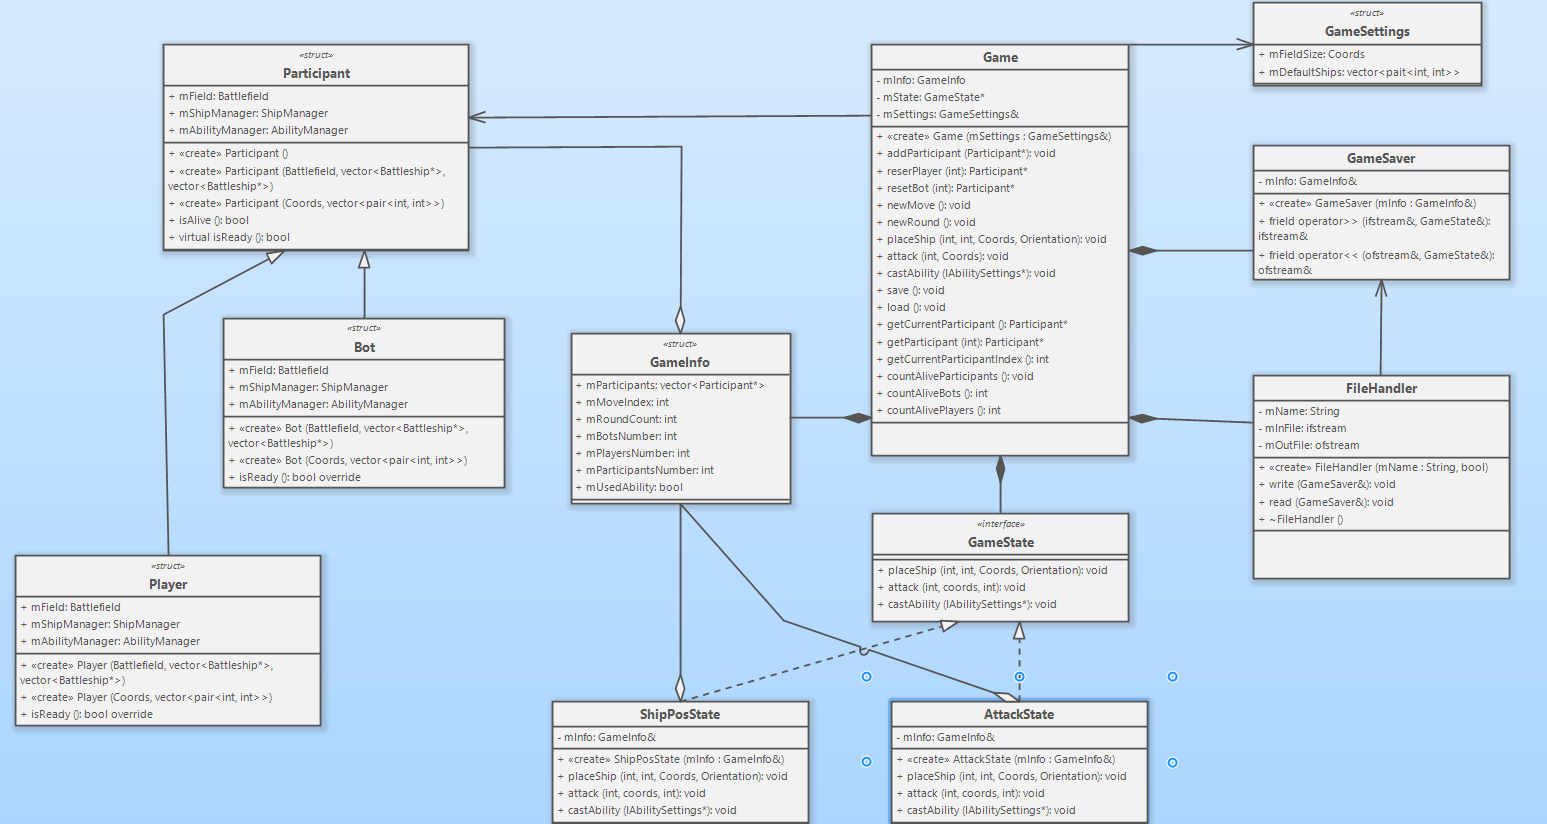 «struct»
Participant
+ mField: Battlefield
+ mShipManager: ShipManager
+ mAbilityManager: AbilityManager
+ «create» Participant ()
+ «create» Participant (Battlefield, vector<Battleship*>,
vector<Battleship*>)
+ «create» Participant (Coords, vector<pair<int, int>>)
+ isAlive (): bool
+ virtual isReady (): bool
«struct»
Bot
+ mField: Battlefield
+ mShipManager: ShipManager
+ mAbilityManager: AbilityManager
+ «create» Bot (Battlefield, vector<Battleship*>,
vector<Battleship*>)
+ «create» Bot (Coords, vector<pair<int, int>>)
+ isReady (): bool override
«struct»
Player
+ mField: Battlefield
+ mShipManager: ShipManager
+ mAbilityManager: AbilityManager
+ «create» Player (Battlefield, vector<Battleship*>,
vector<Battleship*>)
+ «create» Player (Coords, vector<pair<int, int>>)
+ isReady (): bool override
«struct»
GameInfo
+ mParticipants: vector<Participant*>
+ mMoveIndex: int
+ mRoundCount: int
+ mBotsNumber: int
+ mPlayersNumber: int
+ mParticipantsNumber: int
+ mUsedAbility: bool
Game
- mInfo: GameInfo
- mState: GameState*
- mSettings: GameSettings&
+ «create» Game (mSettings : GameSettings&)
+ addParticipant (Participant*): void
+ reserPlayer (int): Participant*
+ resetBot (int): Participant*
+ newMove (): void
+ newRound (): void
+ placeShip (int, int, Coords, Orientation): void
+ attack (int, Coords): void
+ castAbility (IAbilitySettings*): void
+ save (): void
+ load (): void
+ getCurrentParticipant (): Participant*
+ getParticipant (int): Participant*
+ getCurrentParticipantIndex (): int
+ countAliveParticipants (): void
+ countAliveBots (): int
+ countAlivePlayers (): int
«struct»
GameSettings
+ mFieldSize: Coords
+ mDefaultShips: vector<pait<int, int>>
GameSaver
- mInfo: GameInfo&
+ «create» GameSaver (mInfo : GameInfo&)
+ frield operator>> (ifstream&, GameState&):
ifstream&
+ frield operator<< (ofstream&, GameState&):
ofstream&
FileHandler
- mName: String
- mInFile: ifstream
- mOutFile: ofstream
+ «create» FileHandler (mName : String, bool)
+ write (GameSaver&): void
+ read (GameSaver&): void
+ ~FileHandler ()
«interface»
GameState
+ placeShip (int, int, Coords, Orientation): void
+ attack (int, coords, int): void
+ castAbility (IAbilitySettings*): void
ShipPosState
- mInfo: GameInfo&
+ «create» ShipPosState (mInfo : GameInfo&)
+ placeShip (int, int, Coords, Orientation): void
+ attack (int, coords, int): void
+ castAbility (IAbilitySettings*): void
AttackState
- mInfo: GameInfo&
+ «create» AttackState (mInfo : GameInfo&)
+ placeShip (int, int, Coords, Orientation): void
+ attack (int, coords, int): void
+ castAbility (IAbilitySettings*): void